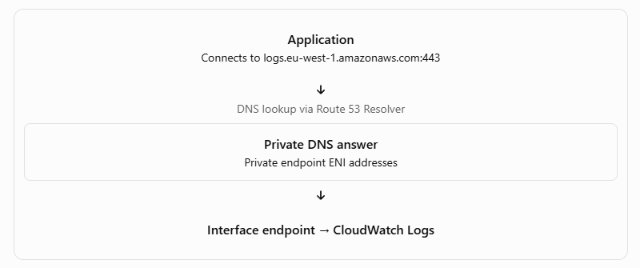 Application
Connects to logs.eu-west-1.amazonaws.com:443
↓
DNS lookup via Route 53 Resolver
Private DNS answer
Private endpoint ENI addresses
↓
Interface endpoint → CloudWatch Logs